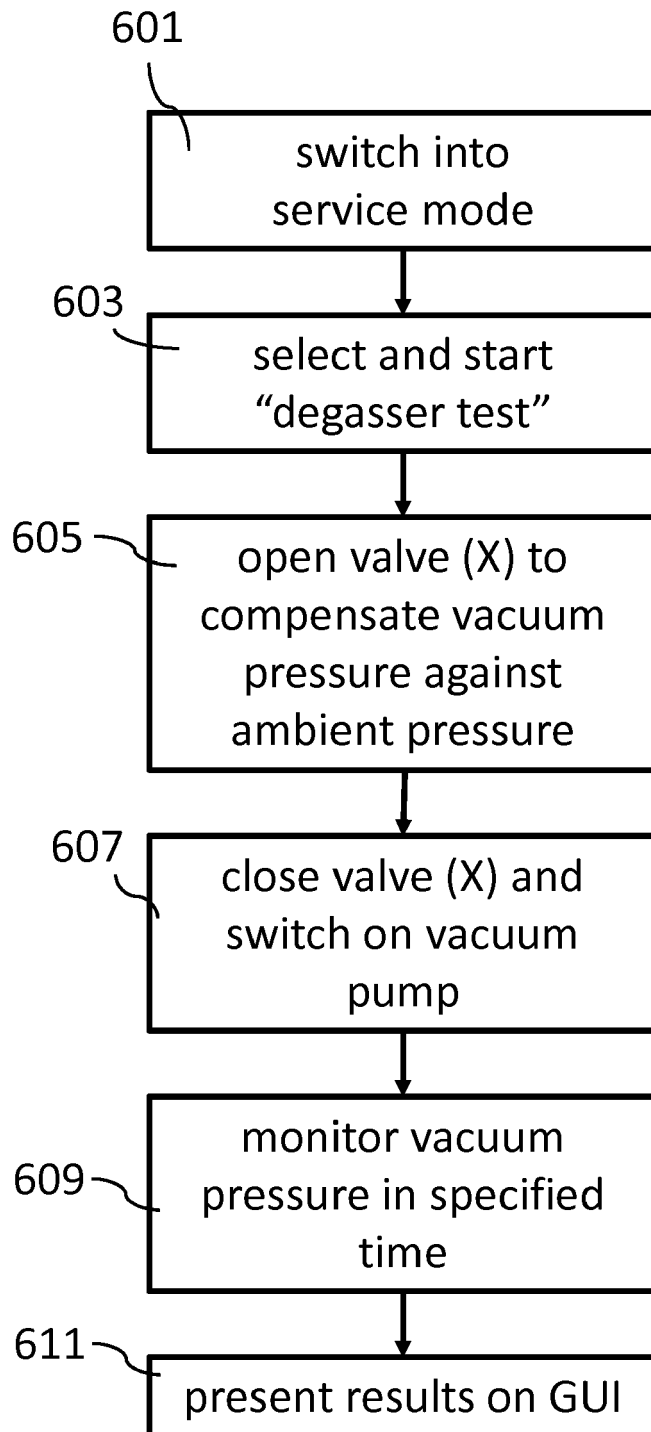 601
switch into
service mode
603
select and start
“degasser test”
605
open valve (X) to
compensate vacuum
pressure against
ambient pressure
607
close valve (X) and
switch on vacuum
pump
609
monitor vacuum
pressure in specified
time
611
present results on GUI